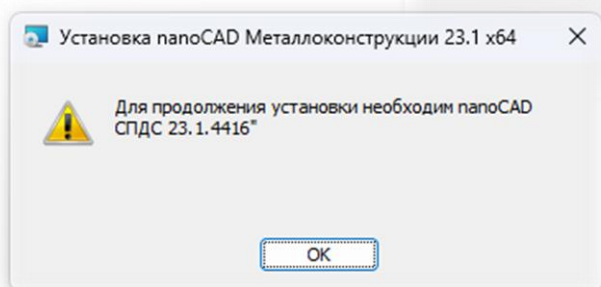 Установка nanoCAD Металлоконструкции 23.1 x64
Для продолжения установки необходим nanoCAD
СПДС 23.1.4416"
OK